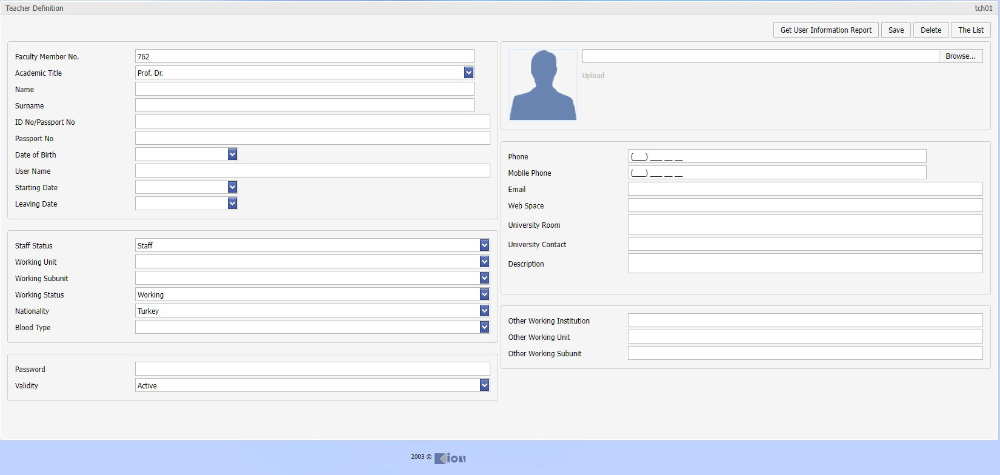 Teacher Definition tch01
Get User Information Report Save Delete The List
Faculty Member No. 762
Academic Title Prof. Dr.
Name
Surname
ID No/Passport No
Passport No
Date of Birth
User Name
Starting Date
Leaving Date
Staff Status Staff
Working Unit
Working Subunit
Working Status Working
Nationality Turkey
Blood Type
Password
Validity Active
Browse...
Upload
Phone (___) ___ __ __
Mobile Phone (___) ___ __ __
Email
Web Space
University Room
University Contact
Description
Other Working Institution
Other Working Unit
Other Working Subunit
2003 © Kion